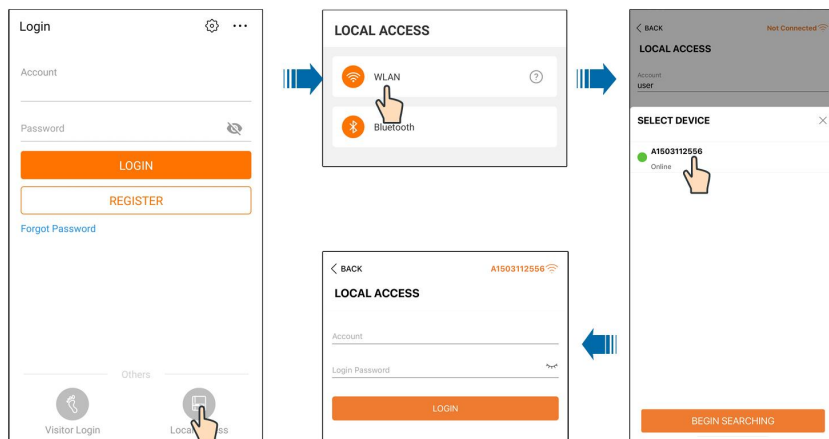 Login
Account
Password
LOGIN
REGISTER
Forgot Password
Others
Visitor Login
LOCAL ACCESS
WLAN
?
Bluetooth
BACK
Not Connected
LOCAL ACCESS
Account
user
SELECT DEVICE
A1503112556
Online
BEGIN SEARCHING
BACK A1503112556
LOCAL ACCESS
Account
Login Password
LOGIN